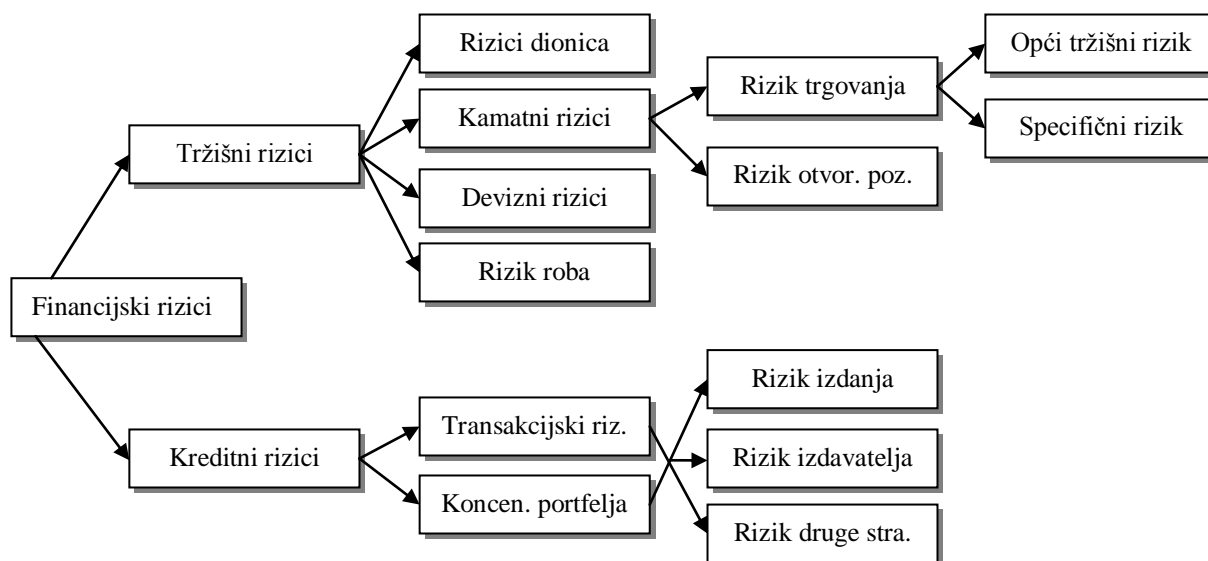 Rizici dionica
Opći tržišni rizik
Rizik trgovanja
Kamatni rizici
Specifični rizik
Tržišni rizici
Rizik otvor. poz.
Devizni rizici
Rizik roba
Financijski rizici
Rizik izdanja
Transakcijski riz.
Kreditni rizici
Rizik izdavatelja
Koncen. portfelja
Rizik druge stra.